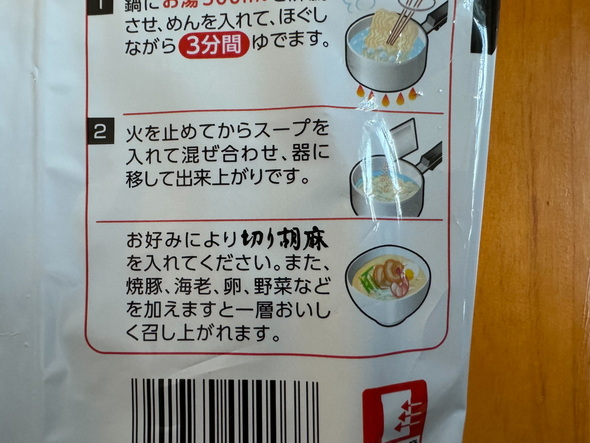 させ、めんを入れて、ほぐし
ながら3分間ゆでます。
2 火を止めてからスープを
入れて混ぜ合わせ、器に
移して出来上がりです。
お好みにより切り胡麻
を入れてください。また、
焼豚、海老、卵、野菜など
を加えますと一層おいし
く召し上がれます。